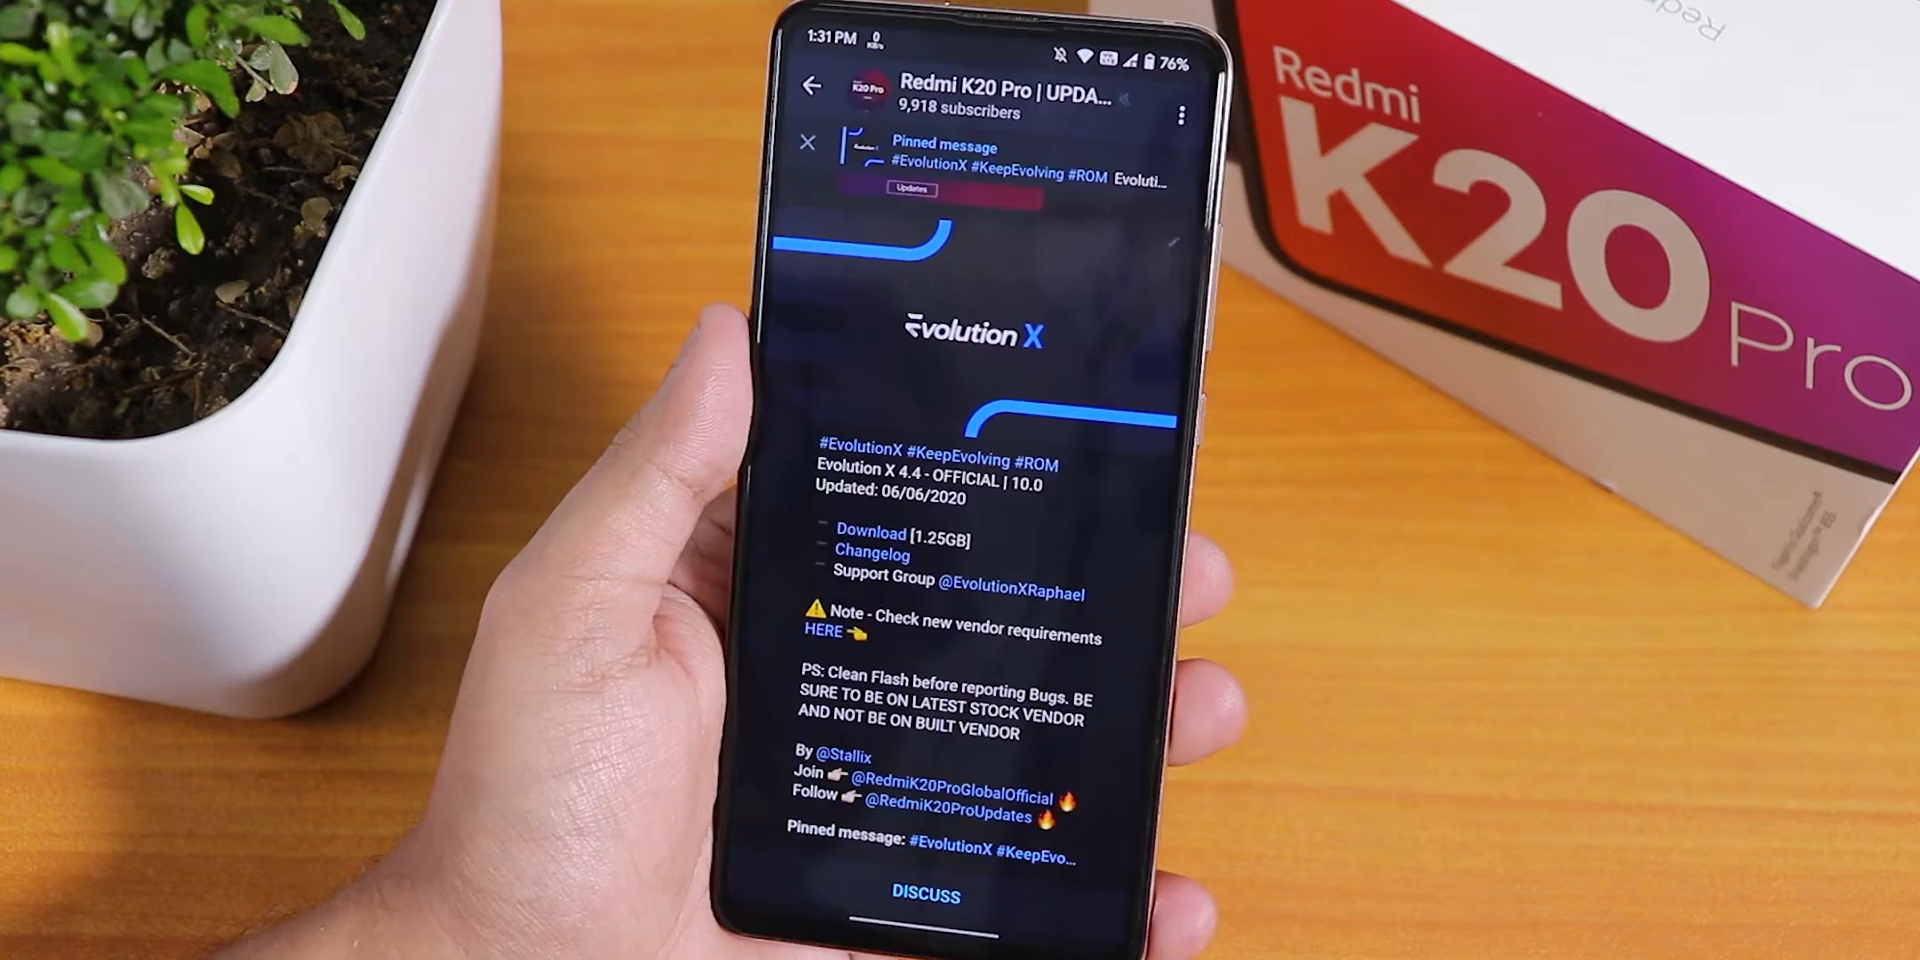 1:31 PM 0 KB/s 76%
Redmi K20 Pro | UPDA...
9,918 subscribers
K20 Pro
Pinned message
#EvolutionX #KeepEvolving #ROM Evoluti...
Updates
Evolution X
#EvolutionX #KeepEvolving #ROM
Evolution X 4.4 - OFFICIAL | 10.0
Updated: 06/06/2020
Download [1.25GB]
Changelog
Support Group @EvolutionXRaphael
⚠️ Note - Check new vendor requirements
HERE 👈
PS: Clean Flash before reporting Bugs. BE
SURE TO BE ON LATEST STOCK VENDOR
AND NOT BE ON BUILT VENDOR
By @Stallix
Join 👉 @RedmiK20ProGlobalOfficial 🔥
Follow 👉 @RedmiK20ProUpdates 🔥
Pinned message: #EvolutionX #KeepEvo...
DISCUSS
Redmi
K20 Pro